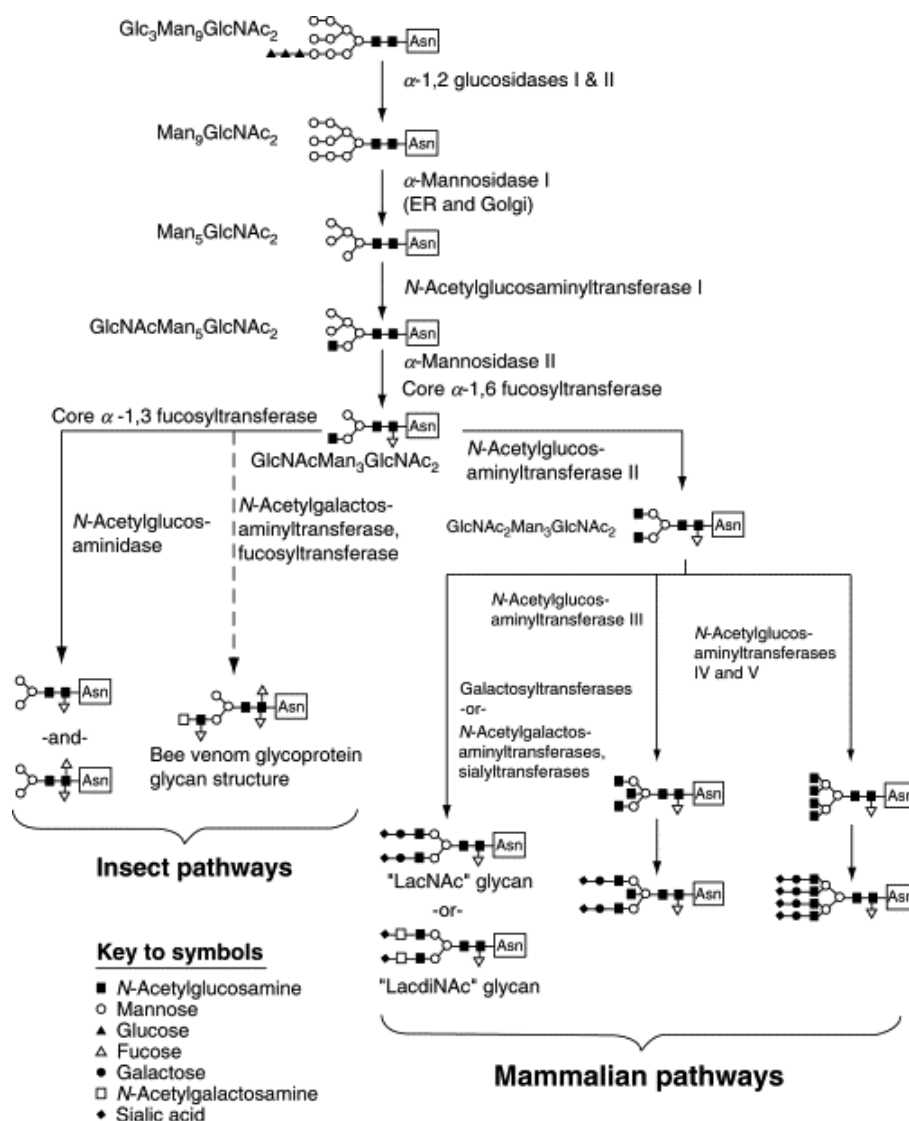 Glc3Man9GlcNAc2
Asn
α-1,2 glucosidases I & II
Man9GlcNAc2
Asn
α-Mannosidase I
(ER and Golgi)
Man5GlcNAc2
Asn
N-Acetylglucosaminyltransferase I
GlcNAcMan5GlcNAc2
Asn
α-Mannosidase II
Core α-1,6 fucosyltransferase
Core α -1,3 fucosyltransferase
Asn
GlcNAcMan3GlcNAc2
N-Acetylglucos-
aminyltransferase II
N-Acetylglucos-
aminidase
N-Acetylgalactos-
aminyltransferase,
fucosyltransferase
GlcNAc2Man3GlcNAc2
Asn
N-Acetylglucos-
aminyltransferase III
N-Acetylglucos-
aminyltransferases
IV and V
Galactosyltransferases
-or-
N-Acetylgalactos-
aminyltransferases,
sialyltransferases
Asn
-and-
Asn
Asn
Bee venom glycoprotein
glycan structure
Insect pathways
Asn
Asn
Asn
"LacNAc" glycan
-or-
Asn
"LacdiNAc" glycan
Asn
Asn
Mammalian pathways
Key to symbols
N-Acetylglucosamine
Mannose
Glucose
Fucose
Galactose
N-Acetylgalactosamine
Sialic acid